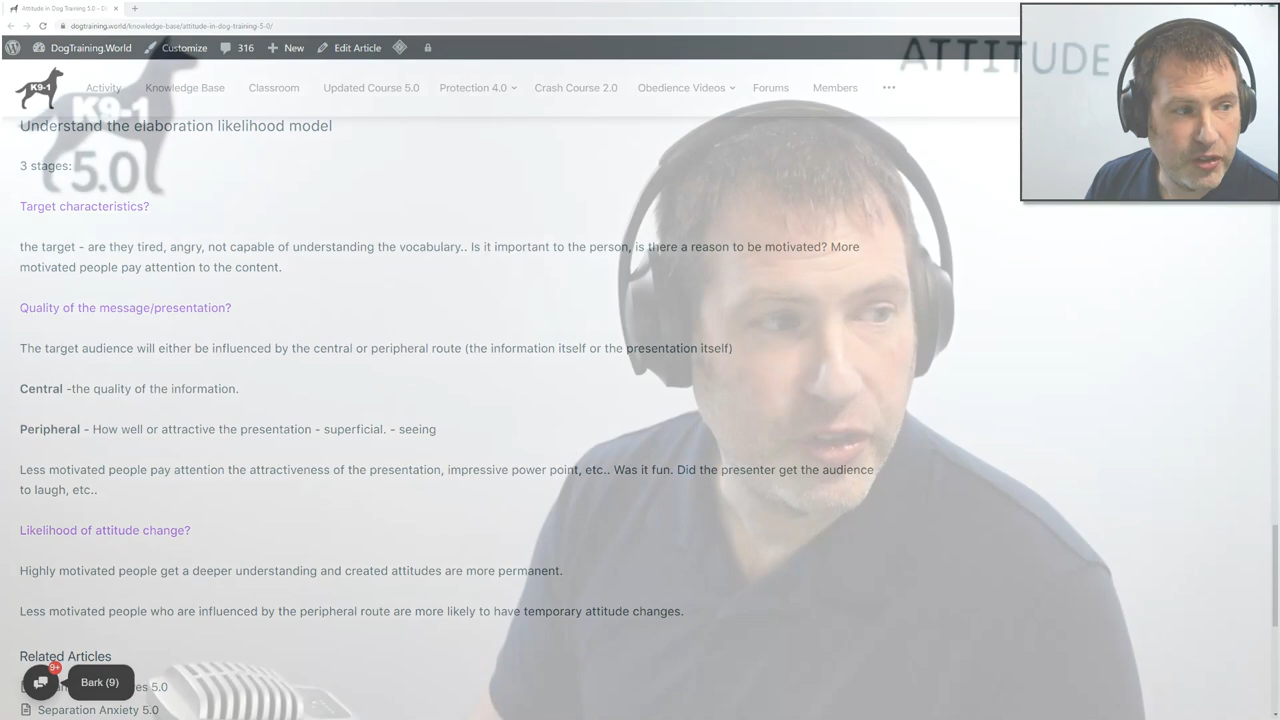 Attitude in Dog Training 5.0 – D
dogtraining.world/knowledge-base/attitude-in-dog-training-5-0/
DogTraining.World Customize 316 New Edit Article
ATTITUDE
K9-1 Activity Knowledge Base Classroom Updated Course 5.0 Protection 4.0 Crash Course 2.0 Obedience Videos Forums Members
K9-1
5.0
Understand the elaboration likelihood model
3 stages:
Target characteristics?
the target - are they tired, angry, not capable of understanding the vocabulary.. Is it important to the person, is there a reason to be motivated? More
motivated people pay attention to the content.
Quality of the message/presentation?
The target audience will either be influenced by the central or peripheral route (the information itself or the presentation itself)
Central -the quality of the information.
Peripheral - How well or attractive the presentation - superficial. - seeing
Less motivated people pay attention the attractiveness of the presentation, impressive power point, etc.. Was it fun. Did the presenter get the audience
to laugh, etc..
Likelihood of attitude change?
Highly motivated people get a deeper understanding and created attitudes are more permanent.
Less motivated people who are influenced by the peripheral route are more likely to have temporary attitude changes.
Related Articles
9+
Bark (9)
5.0
Separation Anxiety 5.0